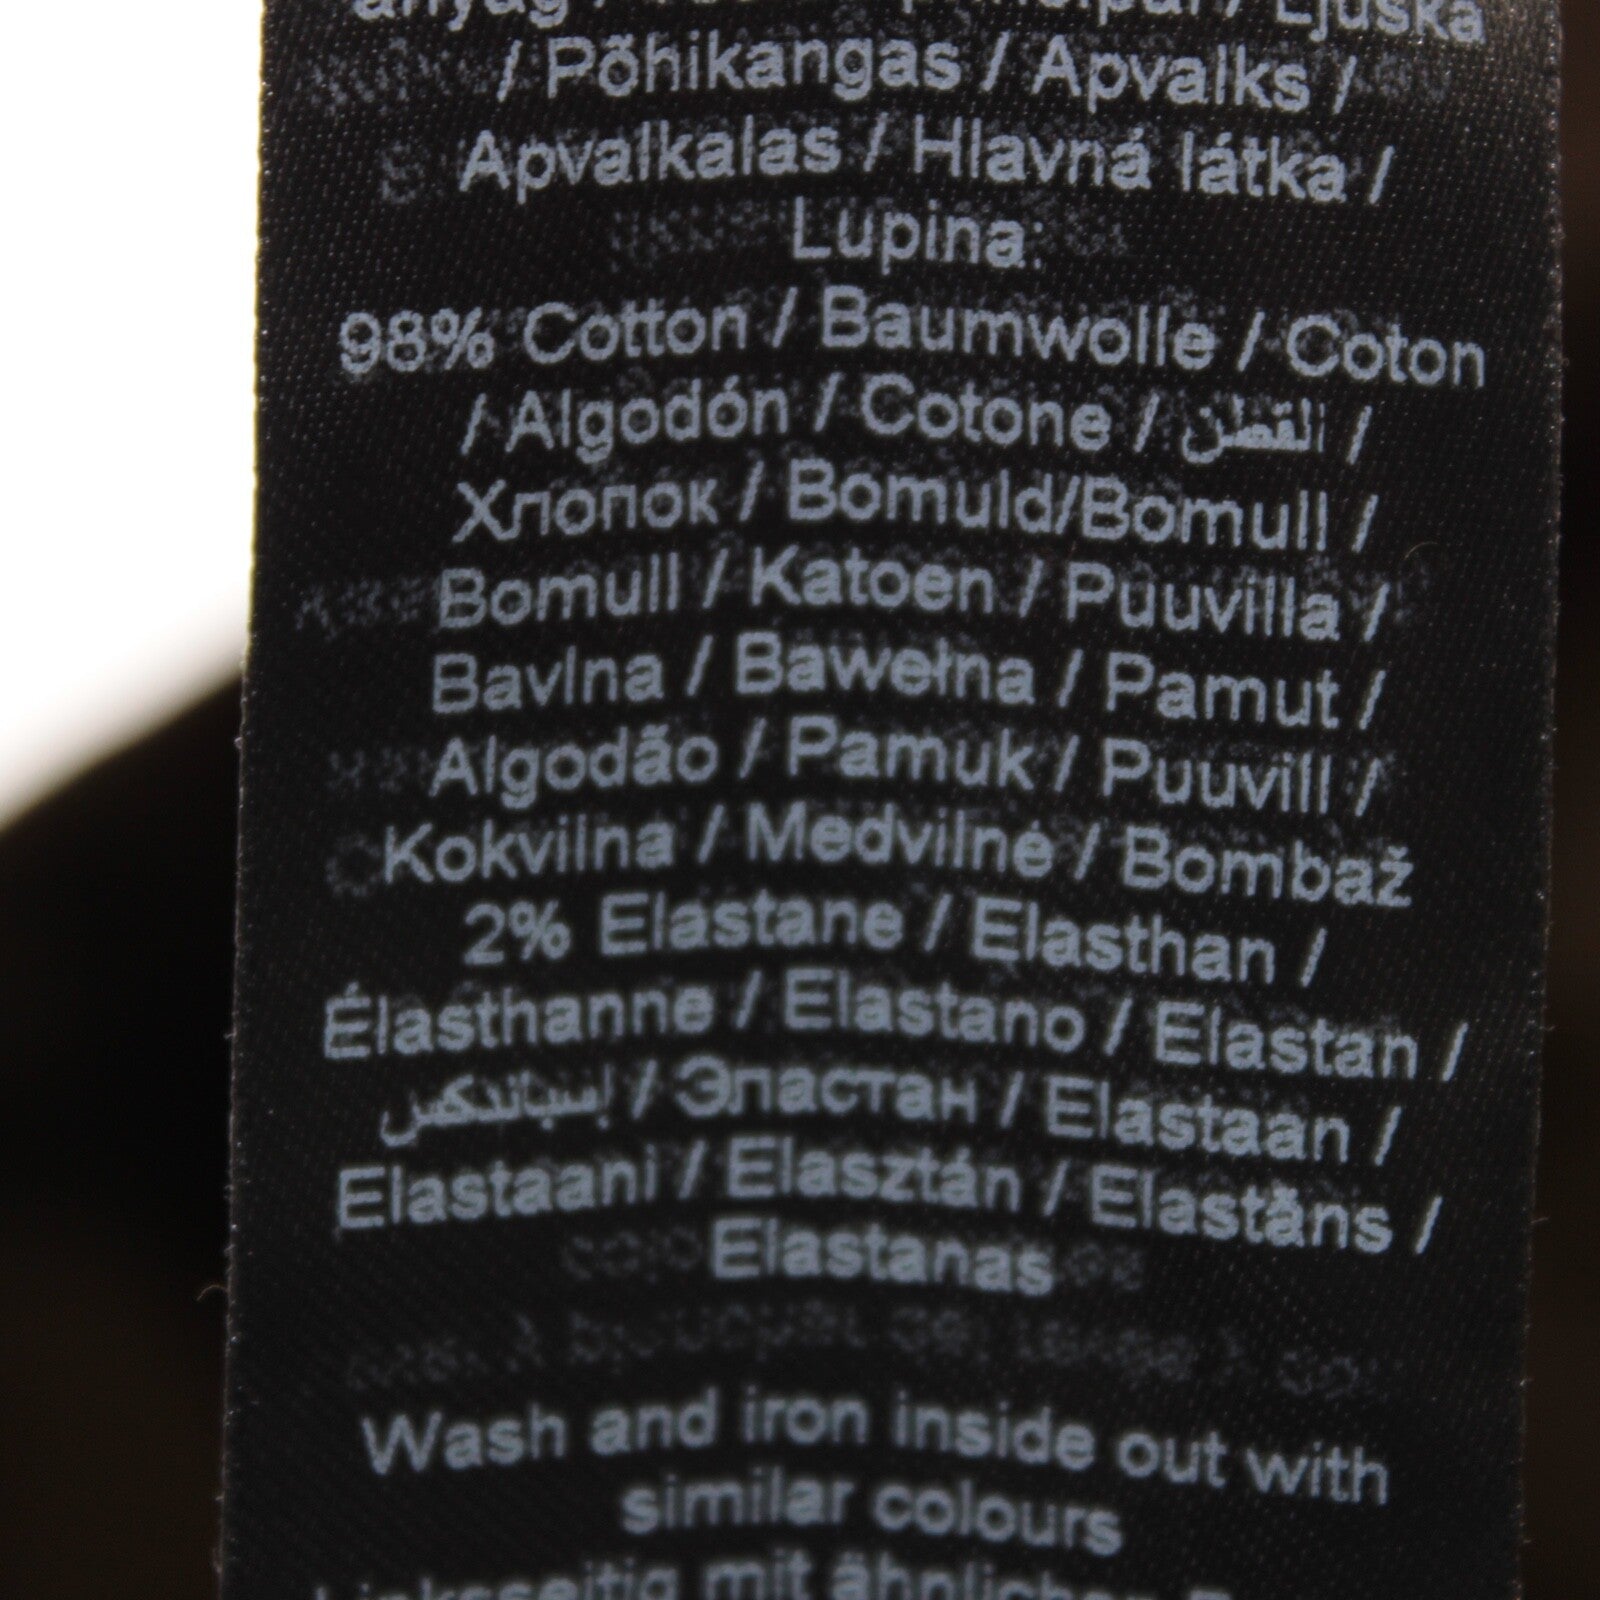 / Põhikangas / Apvalks /
Apvalkalas / Hlavná látka /
Lupina:
98% Cotton / Baumwolle / Coton
/ Algodón / Cotone / القطن /
Хлопок / Bomuld/Bomull /
Bomull / Katoen / Puuvilla /
Bavlna / Bawełna / Pamut /
Algodão / Pamuk / Puuvill /
Kokvilna / Medvilnė / Bombaž
2% Elastane / Elasthan /
Élasthanne / Elastano / Elastan /
إسباندكس / Эластан / Elastaan /
Elastaani / Elasztán / Elastāns /
Elastanas
Wash and iron inside out with
similar colours
mit